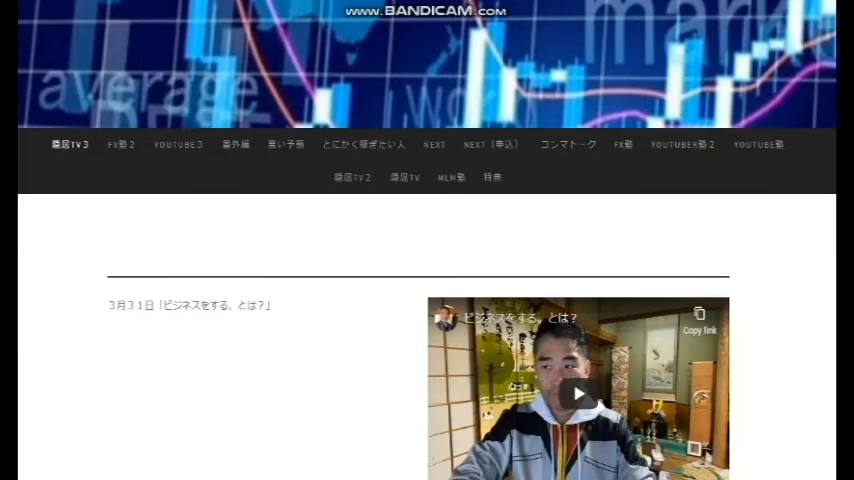 www.BANDICAM.com
mark
average
Wo
隠居TV3 FX塾2 YOUTUBE3 番外編 黒い予感 とにかく稼ぎたい人 NEXT NEXT（申込） コンマトーク FX塾 YOUTUBER塾2 YOUTUBE塾
隠居TV2 隠居TV MLM塾 特典
3月31日「ビジネスをする、とは？」
ビジネスをする。とは？
Copy link